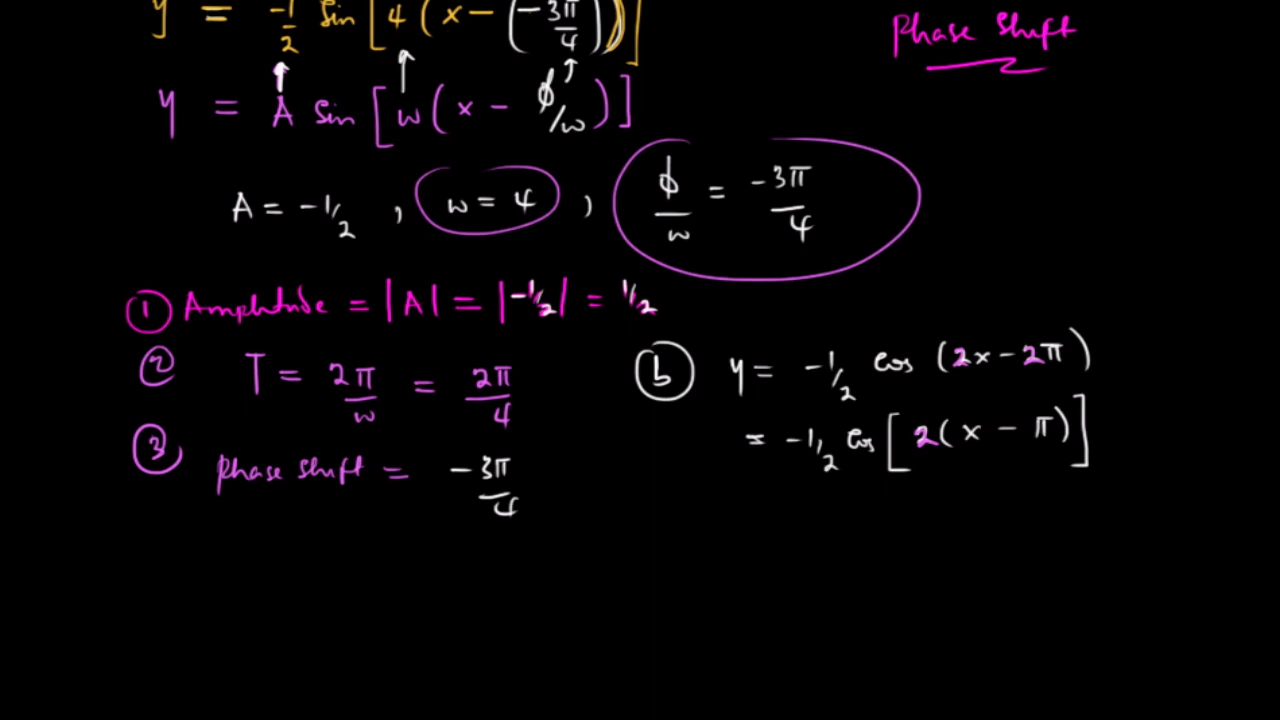 y = -1/2 Sin [4 (x - (-3π/4))]
Phase Shift
y = A Sin [w (x - ϕ/w)]
A = -1/2 , w = 4 , ϕ/w = -3π/4
① Amplitude = |A| = |-1/2| = 1/2
② T = 2π/w = 2π/4
③ Phase Shift = -3π/4
ⓑ y = -1/2 Cos (2x - 2π)
= -1/2 Cos [2(x - π)]